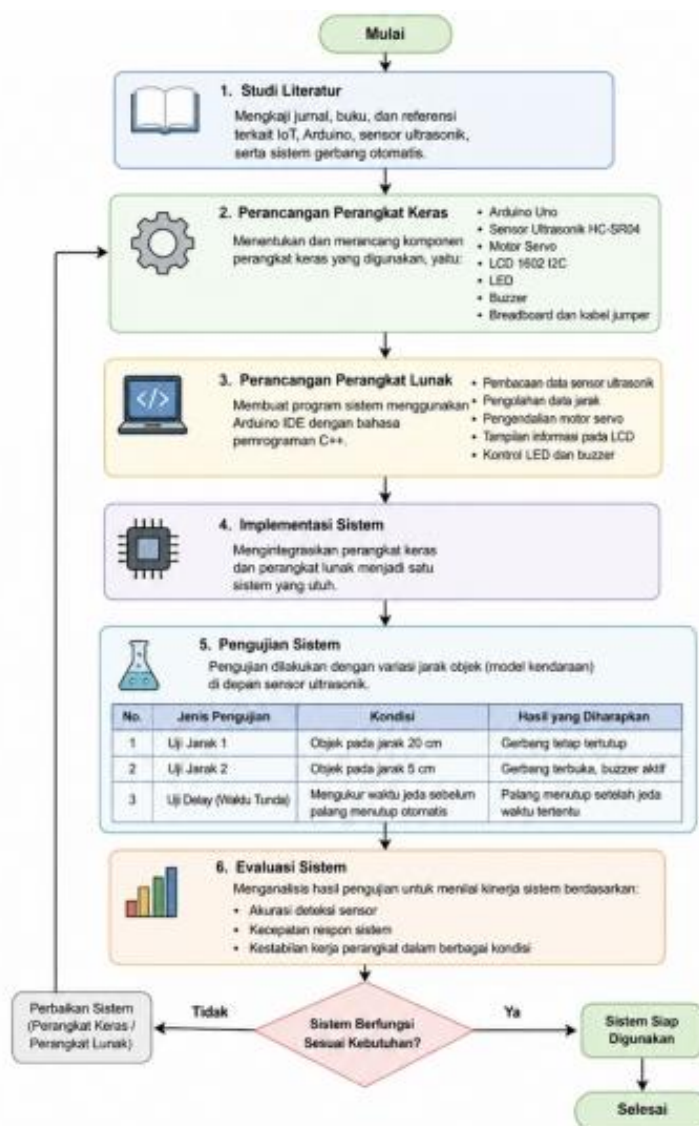 Mulai
1. Studi Literatur
Mengkaji jurnal, buku, dan referensi
terkait IoT, Arduino, sensor ultrasonik,
serta sistem gerbang otomatis.
2. Perancangan Perangkat Keras
Menentukan dan merancang komponen
perangkat keras yang digunakan, yaitu:
• Arduino Uno
• Sensor Ultrasonik HC-SR04
• Motor Servo
• LCD 1602 I2C
• LED
• Buzzer
• Breadboard dan kabel jumper
</>
3. Perancangan Perangkat Lunak
Membuat program sistem menggunakan
Arduino IDE dengan bahasa
pemrograman C++.
• Pembacaan data sensor ultrasonik
• Pengolahan data jarak
• Pengendalian motor servo
• Tampilan informasi pada LCD
• Kontrol LED dan buzzer
4. Implementasi Sistem
Mengintegrasikan perangkat keras
dan perangkat lunak menjadi satu
sistem yang utuh.
5. Pengujian Sistem
Pengujian dilakukan dengan variasi jarak objek (model kendaraan)
di depan sensor ultrasonik.
No. Jenis Pengujian Kondisi Hasil yang Diharapkan
1 Uji Jarak 1 Objek pada jarak 20 cm Gerbang tetap tertutup
2 Uji Jarak 2 Objek pada jarak 5 cm Gerbang terbuka, buzzer aktif
3 Uji Delay (Waktu Tunda) Mengukur waktu jeda sebelum palang menutup otomatis Palang menutup setelah jeda waktu tertentu
6. Evaluasi Sistem
Menganalisis hasil pengujian untuk menilai kinerja sistem berdasarkan:
• Akurasi deteksi sensor
• Kecepatan respon sistem
• Kestabilan kerja perangkat dalam berbagai kondisi
Sistem Berfungsi
Sesuai Kebutuhan?
Tidak
Perbaikan Sistem
(Perangkat Keras /
Perangkat Lunak)
Ya
Sistem Siap
Digunakan
Selesai